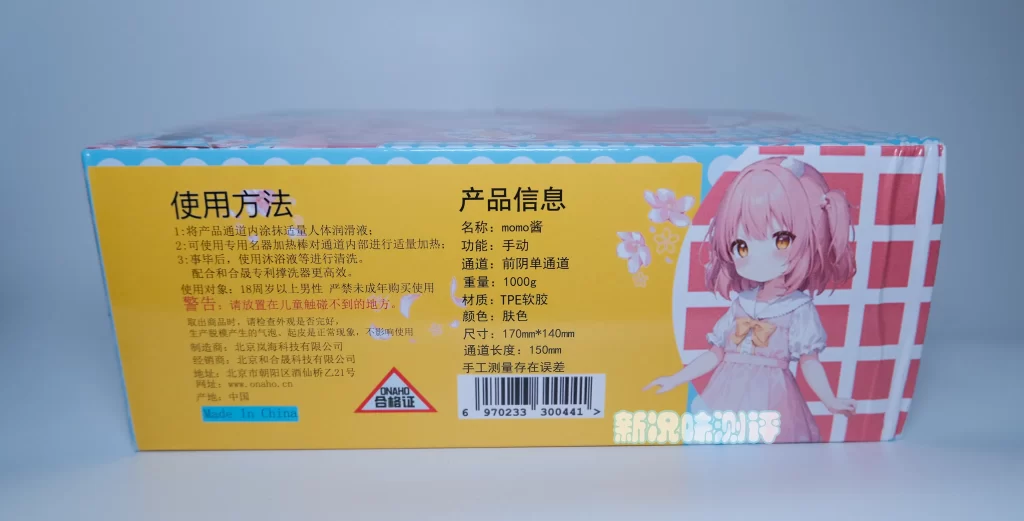 使用方法
1:将产品通道内涂抹适量人体润滑液;
2:可使用专用名器加热棒对通道内部进行适量加热;
3:事毕后，使用沐浴液等进行清洗。
配合和合晟专利撑洗器更高效。
使用对象：18周岁以上男性 严禁未成年购买使用
警告：请放置在儿童触碰不到的地方。
取出商品时，请检查外观是否完好。
生产脱模产生的气泡、起皮是正常现象，不影响使用
制造商：北京岚海科技有限公司
经销商：北京和合晟科技有限公司
地址：北京市朝阳区酒仙桥乙21号
网址：www.onaho.cn
产地：中国
Made In China
ONAHO
合格证
产品信息
名称：momo酱
功能：手动
通道：前阴单通道
重量：1000g
材质：TPE软胶
颜色：肤色
尺寸：170mm*140mm
通道长度：150mm
手工测量存在误差
6 970233 300441 >
新况味测评